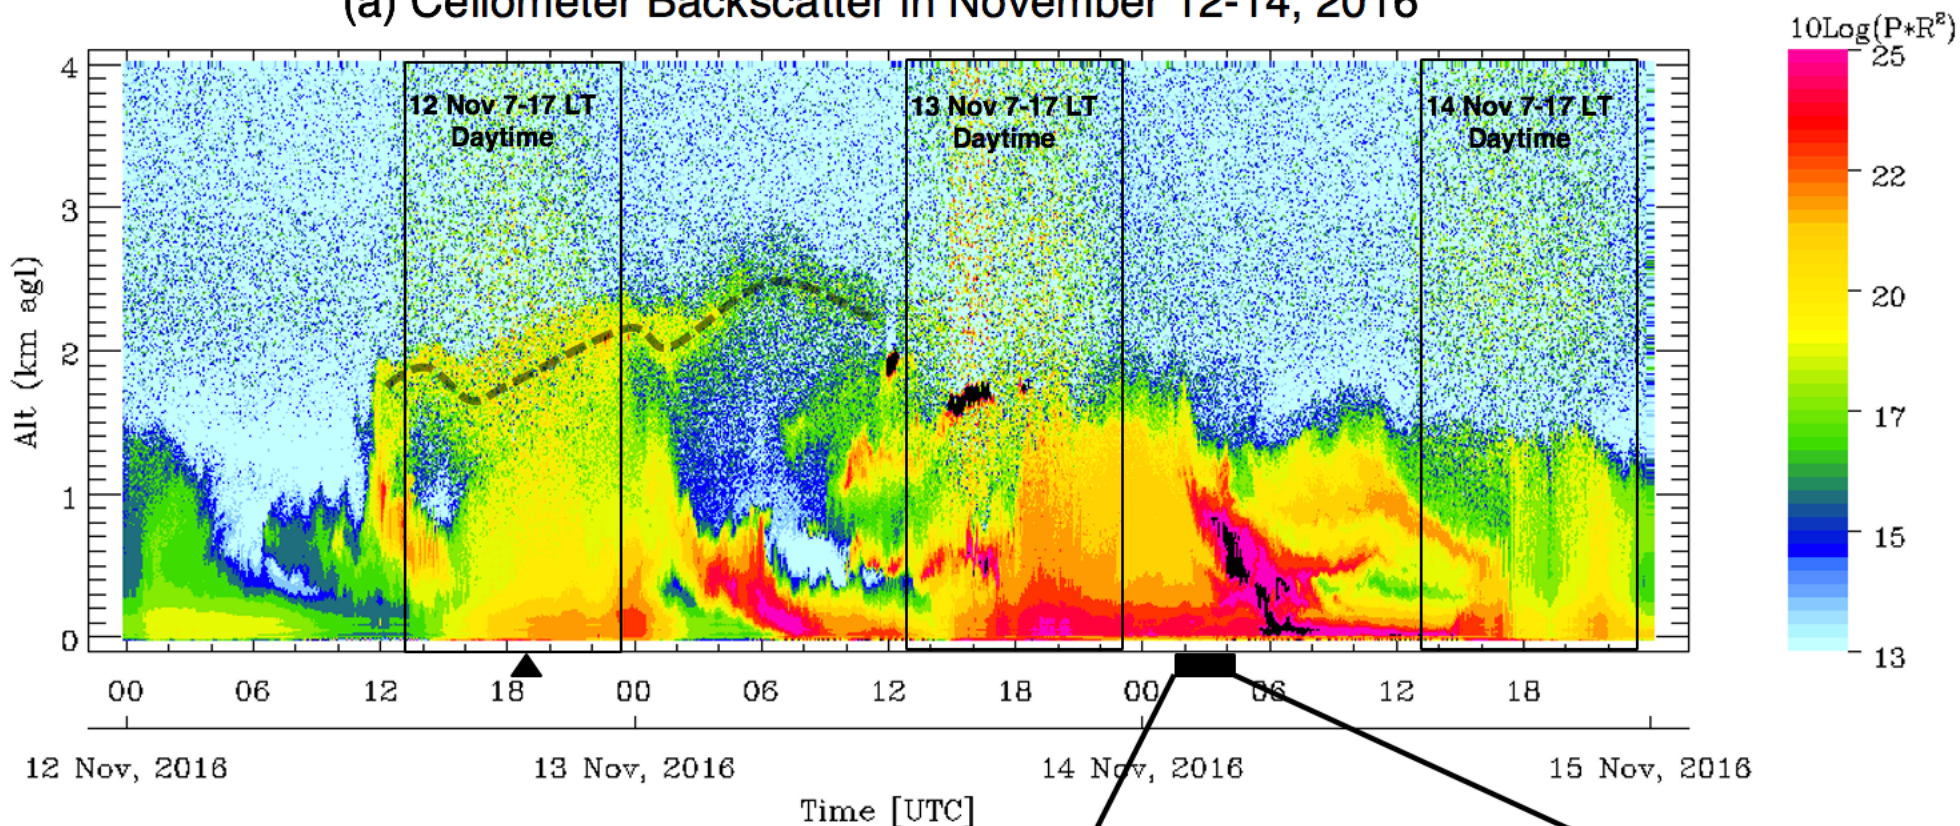 (a) Ceilometer Backscatter in November 12-14, 2016
10Log(P*R²)
12 Nov 7-17 LT
Daytime
13 Nov 7-17 LT
Daytime
14 Nov 7-17 LT
Daytime
4
3
2
1
0
Alt (km agl)
25
22
20
17
15
13
00 06 12 18 00 06 12 18 00 06 12 18
12 Nov, 2016 13 Nov, 2016 14 Nov, 2016 15 Nov, 2016
Time [UTC]